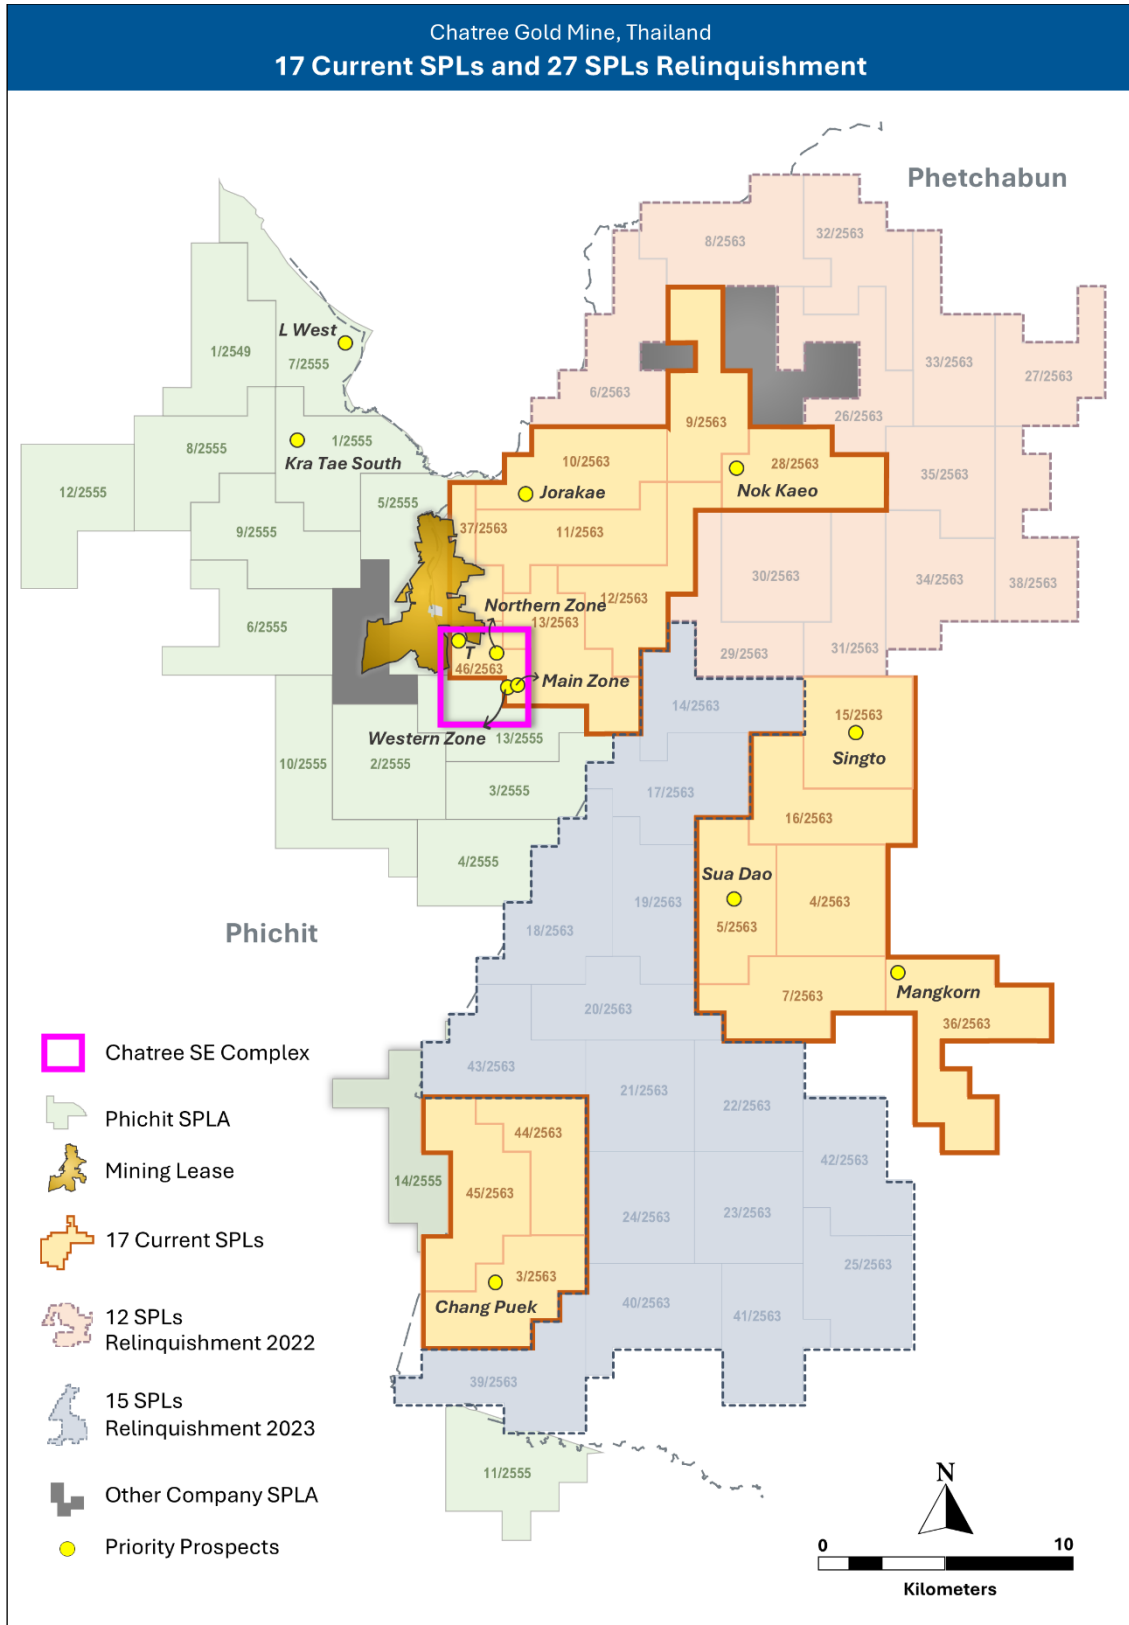 Chatree Gold Mine, Thailand
17 Current SPLs and 27 SPLs Relinquishment
Phetchabun
32/2563
8/2563
L West
1/2549
7/2555
33/2563
27/2563
6/2563
26/2563
9/2563
1/2555
8/2555
Kra Tae South
10/2563
28/2563
35/2563
12/2555
Jorakae
Nok Kaeo
5/2555
9/2555
37/2563
11/2563
30/2563
34/2563
38/2563
12/2563
Northern Zone
13/2563
6/2555
T
46/2563
29/2563
31/2563
Main Zone
14/2563
15/2563
Western Zone
13/2555
Singto
10/2555
2/2555
3/2555
17/2563
16/2563
4/2555
Sua Dao
19/2563
4/2563
5/2563
Phichit
18/2563
Mangkorn
7/2563
20/2563
36/2563
Chatree SE Complex
43/2563
21/2563
22/2563
Phichit SPLA
44/2563
42/2563
Mining Lease
14/2555
45/2563
24/2563
23/2563
17 Current SPLs
25/2563
3/2563
Chang Puek
40/2563
41/2563
12 SPLs
Relinquishment 2022
39/2563
15 SPLs
Relinquishment 2023
11/2555
Other Company SPLA
N
Priority Prospects
0 10
Kilometers